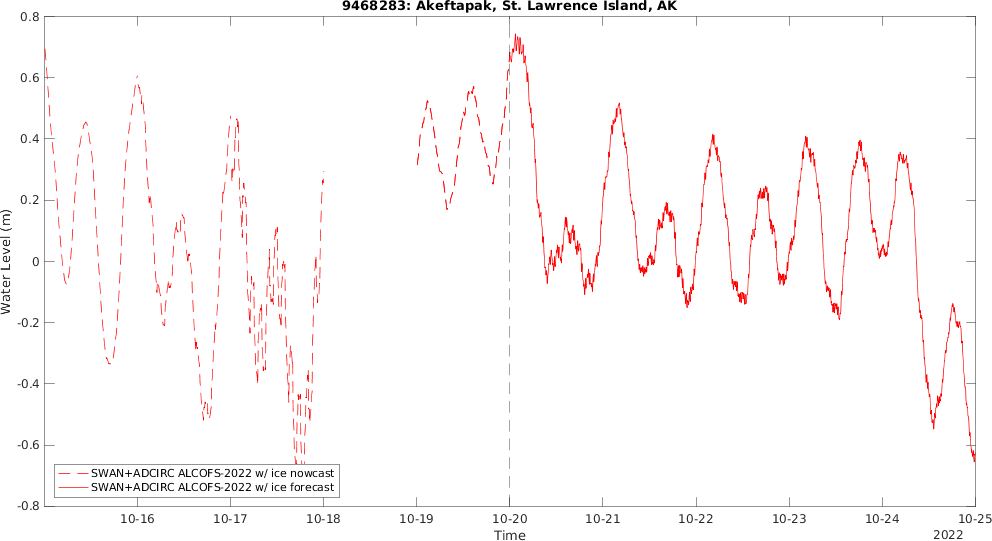 9468283: Akeftapak, St. Lawrence Island, AK
Water Level (m)
0.8
0.6
0.4
0.2
0
-0.2
-0.4
-0.6
-0.8
SWAN+ADCIRC ALCOFS-2022 w/ ice nowcast
SWAN+ADCIRC ALCOFS-2022 w/ ice forecast
10-16 10-17 10-18 10-19 10-20 10-21 10-22 10-23 10-24 10-25
Time
2022